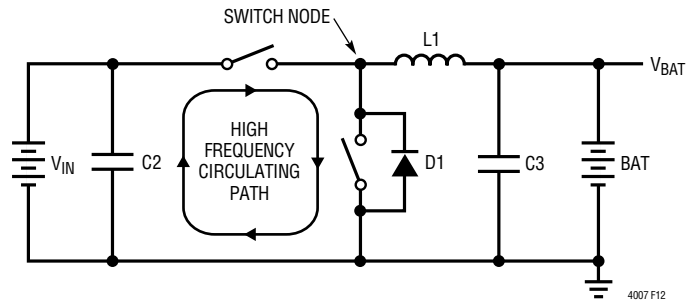 SWITCH NODE
L1
V_BAT
V_IN
C2
HIGH
FREQUENCY
CIRCULATING
PATH
D1
C3
BAT
4007 F12